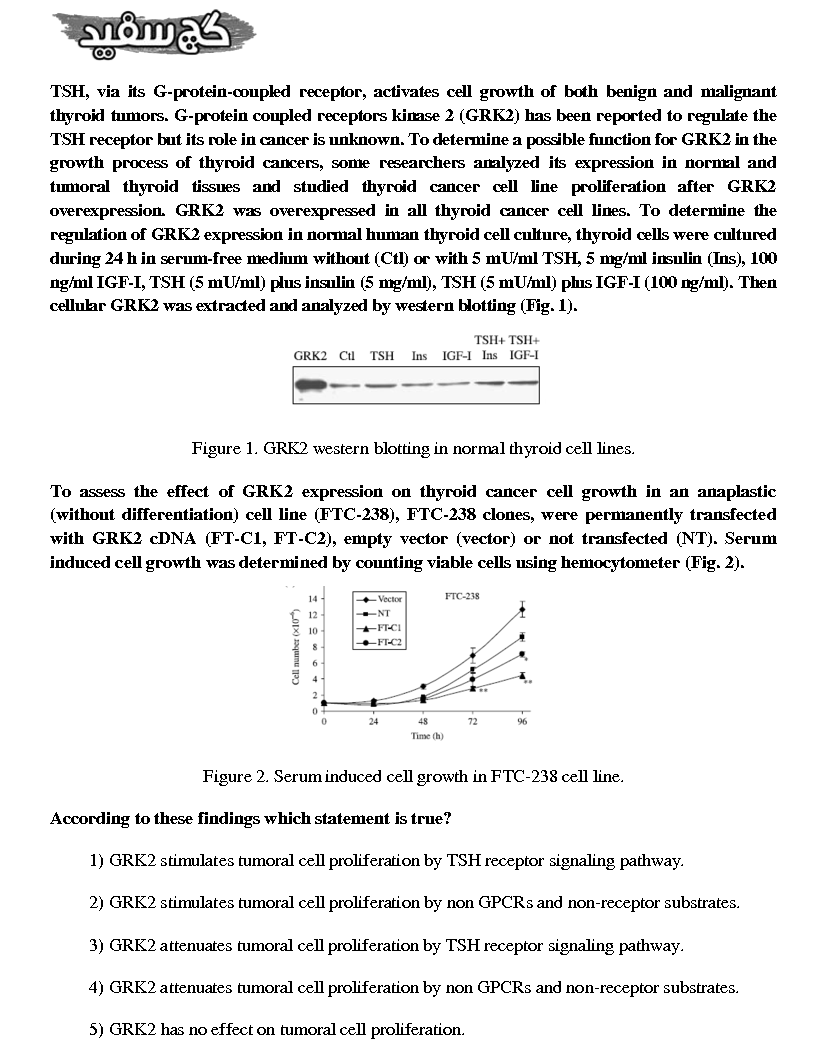 گچ سفید
TSH, via its G-protein-coupled receptor, activates cell growth of both benign and malignant
thyroid tumors. G-protein coupled receptors kinase 2 (GRK2) has been reported to regulate the
TSH receptor but its role in cancer is unknown. To determine a possible function for GRK2 in the
growth process of thyroid cancers, some researchers analyzed its expression in normal and
tumoral thyroid tissues and studied thyroid cancer cell line proliferation after GRK2
overexpression. GRK2 was overexpressed in all thyroid cancer cell lines. To determine the
regulation of GRK2 expression in normal human thyroid cell culture, thyroid cells were cultured
during 24 h in serum-free medium without (Ctl) or with 5 mU/ml TSH, 5 mg/ml insulin (Ins), 100
ng/ml IGF-I, TSH (5 mU/ml) plus insulin (5 mg/ml), TSH (5 mU/ml) plus IGF-I (100 ng/ml). Then
cellular GRK2 was extracted and analyzed by western blotting (Fig. 1).
TSH+ TSH+
GRK2 Ctl TSH Ins IGF-I Ins IGF-I
Figure 1. GRK2 western blotting in normal thyroid cell lines.
To assess the effect of GRK2 expression on thyroid cancer cell growth in an anaplastic
(without differentiation) cell line (FTC-238), FTC-238 clones, were permanently transfected
with GRK2 cDNA (FT-C1, FT-C2), empty vector (vector) or not transfected (NT). Serum
induced cell growth was determined by counting viable cells using hemocytometer (Fig. 2).
FTC-238
Vector
NT
FT-C1
FT-C2
Cell number (×10⁻⁴)
14
12
10
8
6
4
2
0
*
**
**
0 24 48 72 96
Time (h)
Figure 2. Serum induced cell growth in FTC-238 cell line.
According to these findings which statement is true?
1) GRK2 stimulates tumoral cell proliferation by TSH receptor signaling pathway.
2) GRK2 stimulates tumoral cell proliferation by non GPCRs and non-receptor substrates.
3) GRK2 attenuates tumoral cell proliferation by TSH receptor signaling pathway.
4) GRK2 attenuates tumoral cell proliferation by non GPCRs and non-receptor substrates.
5) GRK2 has no effect on tumoral cell proliferation.